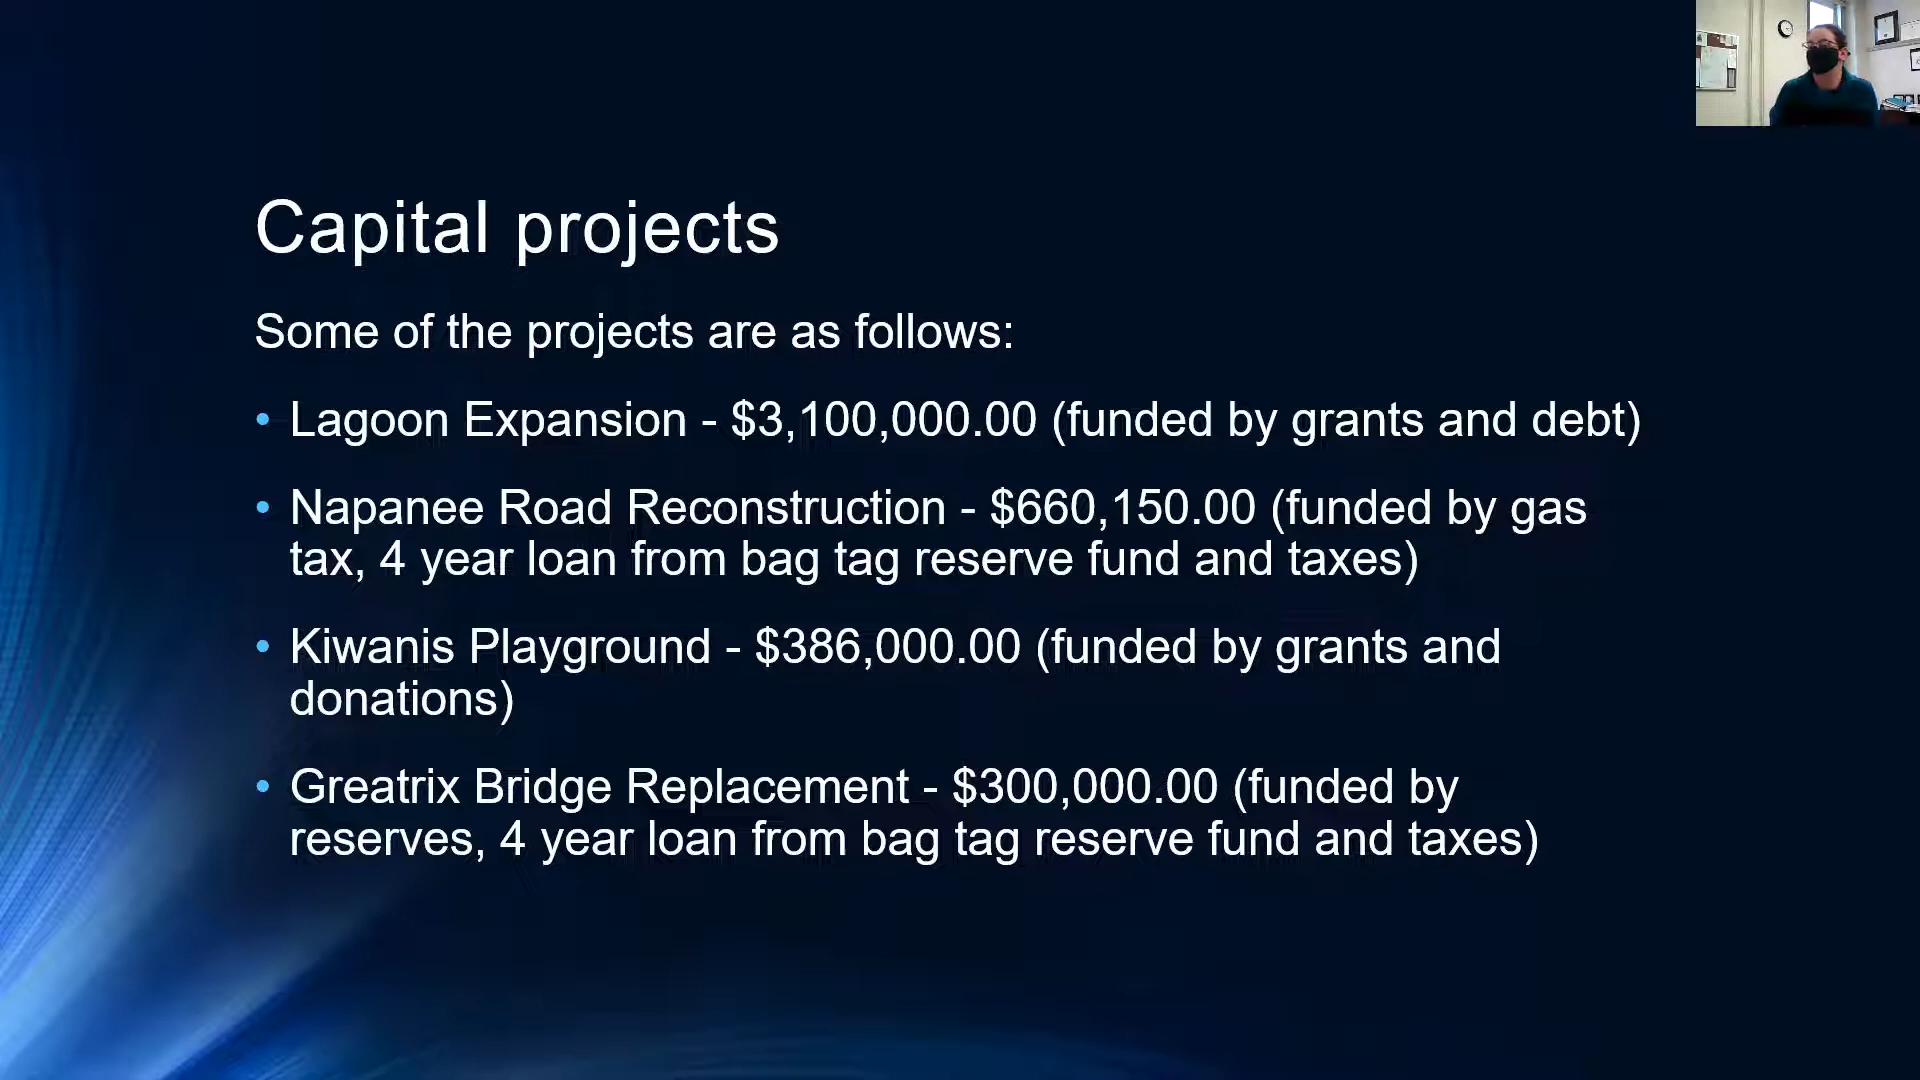 Capital projects
Some of the projects are as follows:
• Lagoon Expansion - $3,100,000.00 (funded by grants and debt)
• Napanee Road Reconstruction - $660,150.00 (funded by gas
tax, 4 year loan from bag tag reserve fund and taxes)
• Kiwanis Playground - $386,000.00 (funded by grants and
donations)
• Greatrix Bridge Replacement - $300,000.00 (funded by
reserves, 4 year loan from bag tag reserve fund and taxes)